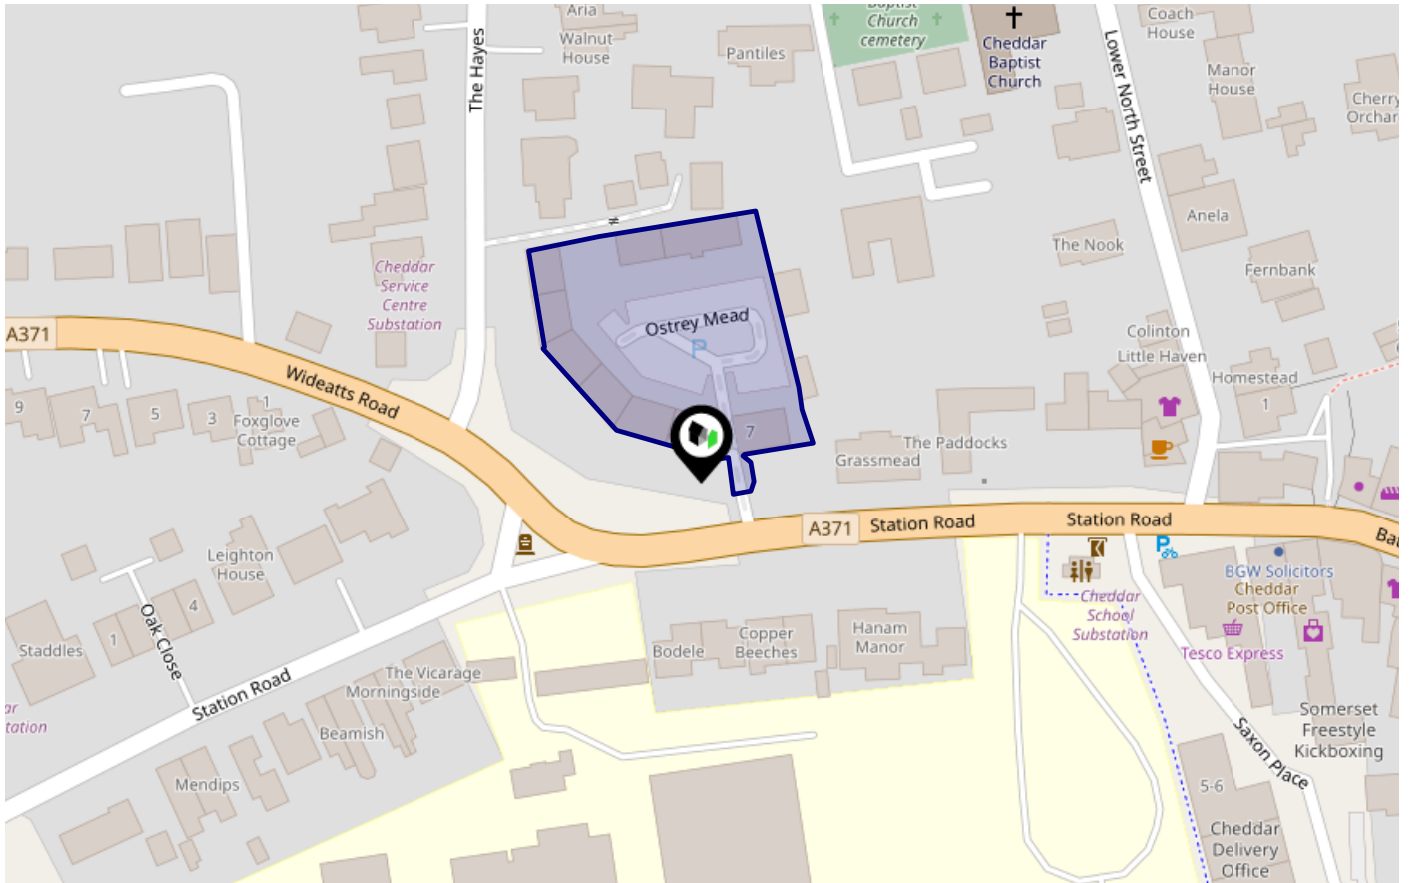 Aria
Walnut
House
The Hayes
Pantiles
Baptist
Church
cemetery
Cheddar
Baptist
Church
Lower North Street
Coach
House
Manor
House
Cherry
Orchar
Anela
The Nook
Fernbank
Cheddar
Service
Centre
Substation
A371
Wideatts Road
Ostrey Mead
P
7
Colinton
Little Haven
Homestead
1
9
7
5
3
1
Foxglove
Cottage
The Paddocks
Grassmead
A371
Station Road
Station Road
Bat
P
Leighton
House
4
1
Oak Close
Staddles
ar
tation
Station Road
The Vicarage
Morningside
Beamish
Mendips
Bodele
Copper
Beeches
Hanam
Manor
Cheddar
School
Substation
BGW Solicitors
Cheddar
Post Office
Tesco Express
Saxon Place
Somerset
Freestyle
Kickboxing
5-6
Cheddar
Delivery
Office